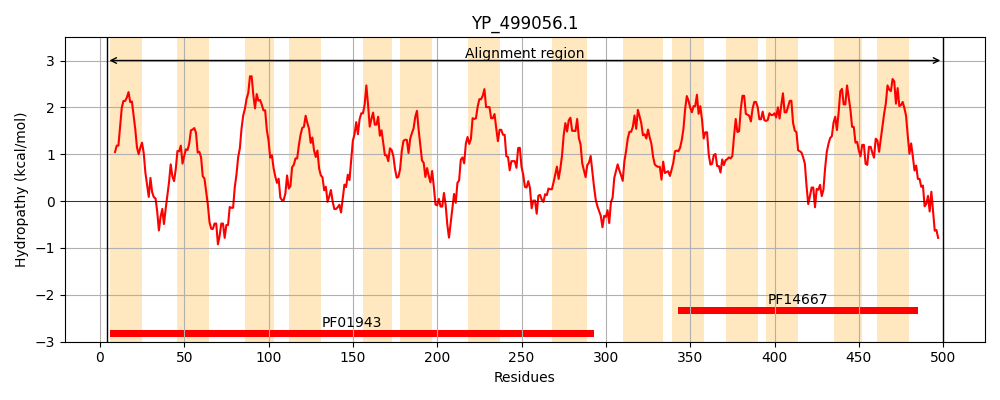 YP_499056.1
Alignment region
Hydropathy (kcal/mol)
3
2
1
0
−1
−2
−3
PF14667
PF01943
0 50 100 150 200 250 300 350 400 450 500
Residues